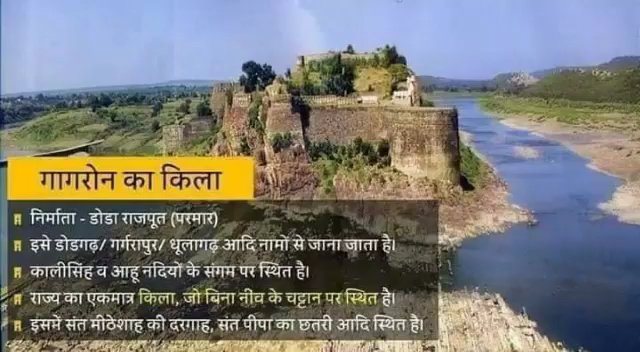 गागरोन का किला
निर्माता - डोडा राजपूत (परमार)
इसे डोडगढ़/ गर्गरापुर/ धूलागढ़ आदि नामों से जाना जाता है।
कालीसिंह व आहू नदियों के संगम पर स्थित है।
राज्य का एकमात्र किला, जो बिना नीव के चट्टान पर स्थित है।
इसमें संत मीठेशाह की दरगाह, संत पीपा का छतरी आदि स्थित है।